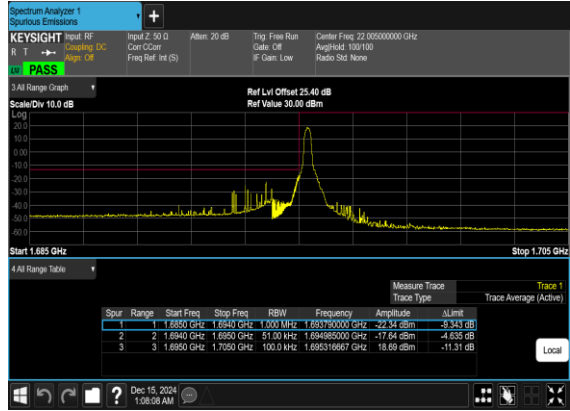 Spectrum Analyzer 1
Spurious Emissions
+
KEYSIGHT Input: RF Input Z: 50 Ω Atten: 20 dB Trig: Free Run Center Freq: 22.005000000 GHz
R T Coupling: DC Corr CCorr Gate: Off Avg|Hold: 100/100
Align: Off Freq Ref: Int (S) IF Gain: Low Radio Std: None
PASS
3 All Range Graph
Ref Lvl Offset 25.40 dB
Scale/Div 10.0 dB Ref Value 30.00 dBm
Log
20.0
10.0
0.00
-10.0
-20.0
-30.0
-40.0
-50.0
-60.0
Start 1.685 GHz Stop 1.705 GHz
4 All Range Table
Measure Trace Trace 1
Trace Type Trace Average (Active)
Spur Range Start Freq Stop Freq RBW Frequency Amplitude ΔLimit
1 1 1.6850 GHz 1.6940 GHz 1.000 MHz 1.693790000 GHz -22.34 dBm -9.343 dB
2 2 1.6940 GHz 1.6950 GHz 51.00 kHz 1.694985000 GHz -17.64 dBm -4.635 dB
3 3 1.6950 GHz 1.7050 GHz 100.0 kHz 1.695316667 GHz 18.69 dBm -11.31 dB
Local
? Dec 15, 2024
1:08:08 AM